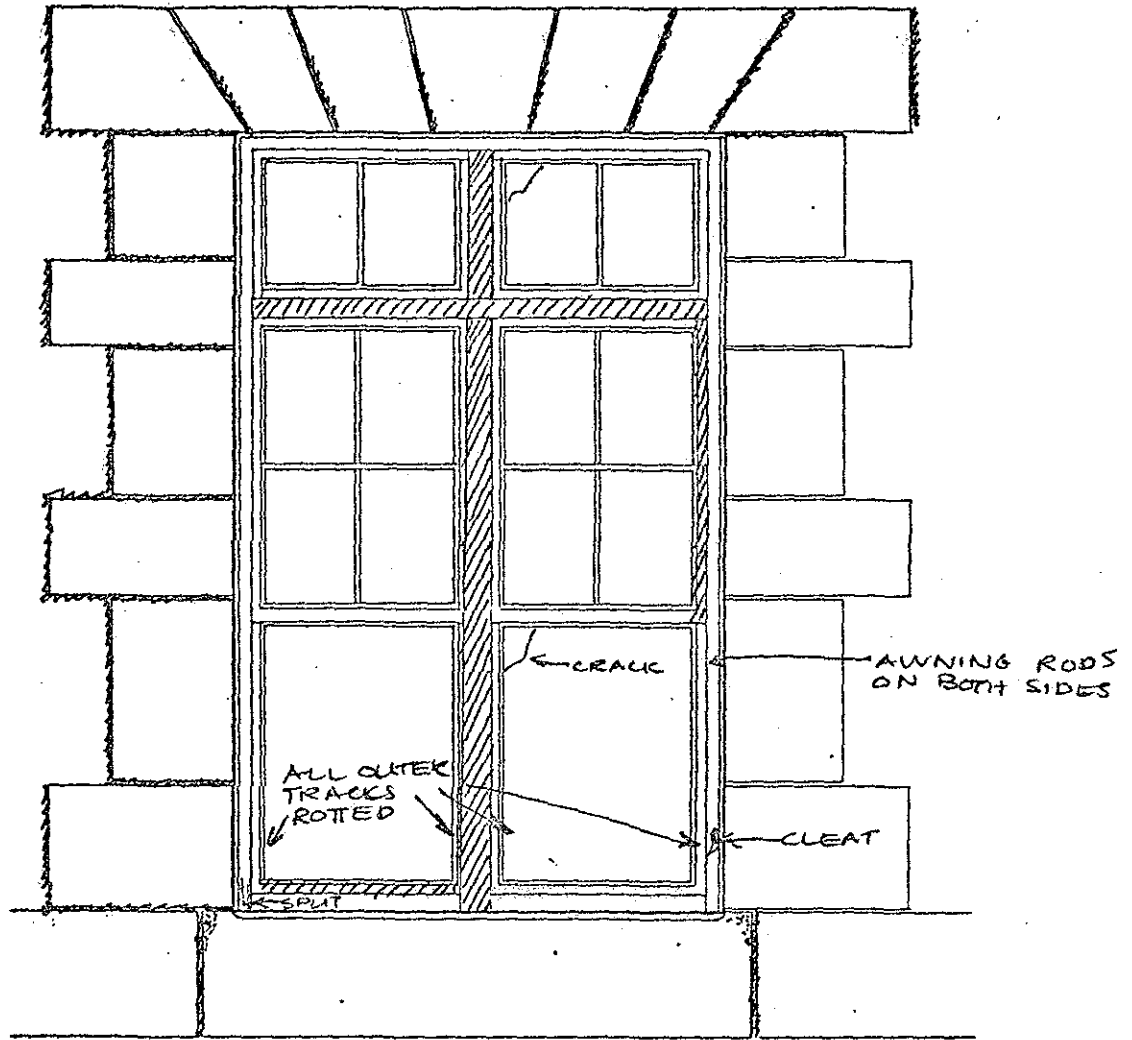 CRACK
AWNING RODS
ON BOTH SIDES
ALL OUTER
TRACKS
ROTTED
CLEAT
SPLIT